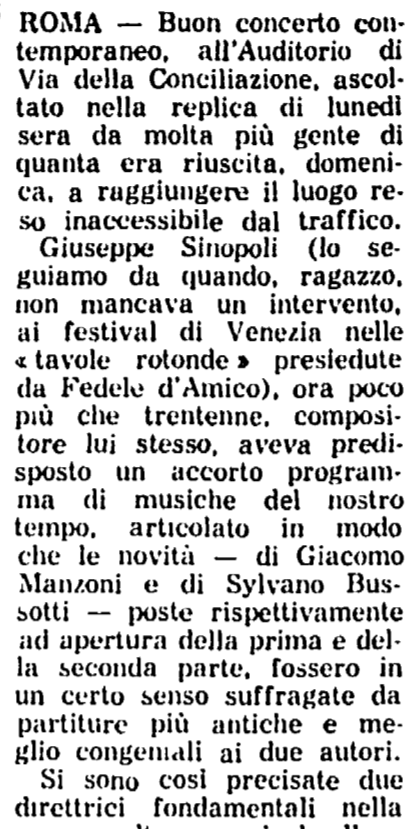 ROMA — Buon concerto con-
temporaneo, all'Auditorio di
Via della Conciliazione, ascol-
tato nella replica di lunedì
sera da molta più gente di
quanta era riuscita, domeni-
ca, a raggiungere il luogo re-
so inaccessibile dal traffico.
Giuseppe Sinopoli (lo se-
guiamo da quando, ragazzo,
non mancava un intervento,
ai festival di Venezia nelle
« tavole rotonde » presiedute
da Fedele d'Amico), ora poco
più che trentenne, composi-
tore lui stesso, aveva predi-
sposto un accorto program-
ma di musiche del nostro
tempo, articolato in modo
che le novità — di Giacomo
Manzoni e di Sylvano Bus-
sotti — poste rispettivamente
ad apertura della prima e del-
la seconda parte, fossero in
un certo senso suffragate da
partiture più antiche e me-
glio congeniali ai due autori.
Si sono così precisate due
direttrici fondamentali nella